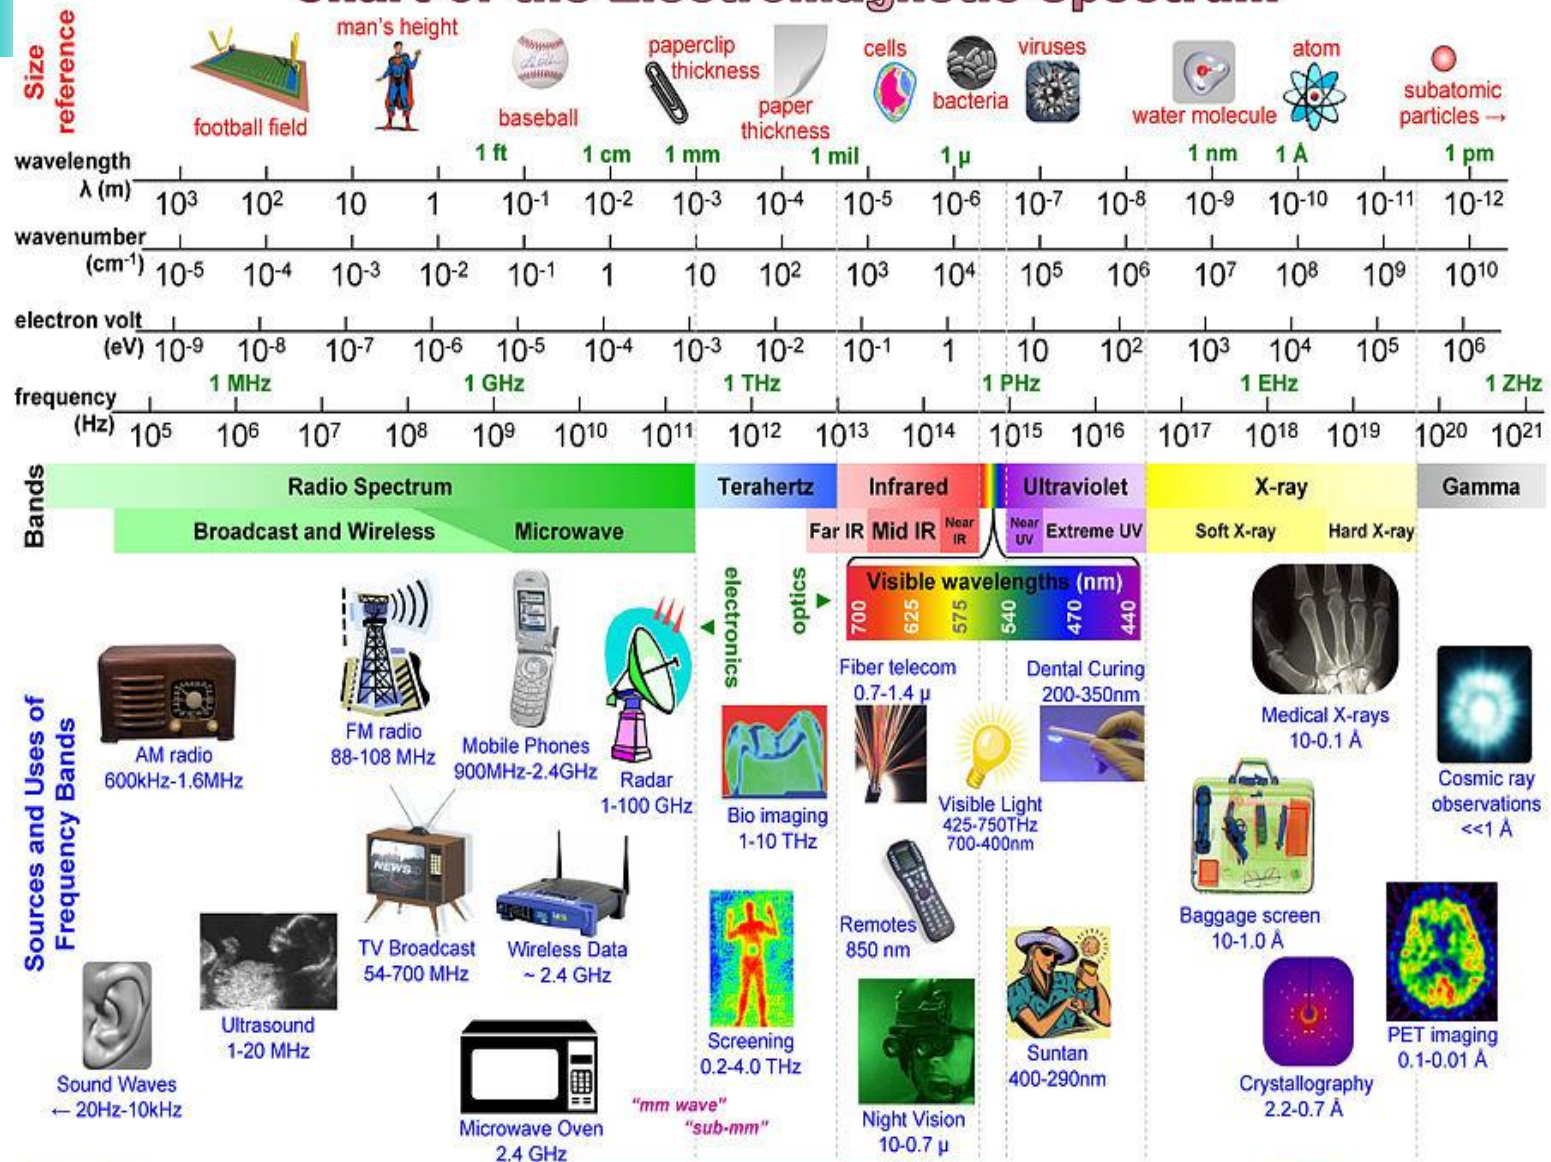 Chart of the Electromagnetic Spectrum
Size
reference
football field
man's height
baseball
paperclip
thickness
paper
thickness
cells
bacteria
viruses
water molecule
atom
subatomic
particles →
wavelength
λ (m)
1 ft 1 cm 1 mm 1 mil 1 µ 1 nm 1 Å 1 pm
10³ 10² 10 1 10⁻¹ 10⁻² 10⁻³ 10⁻⁴ 10⁻⁵ 10⁻⁶ 10⁻⁷ 10⁻⁸ 10⁻⁹ 10⁻¹⁰ 10⁻¹¹ 10⁻¹²
wavenumber
(cm⁻¹)
10⁻⁵ 10⁻⁴ 10⁻³ 10⁻² 10⁻¹ 1 10 10² 10³ 10⁴ 10⁵ 10⁶ 10⁷ 10⁸ 10⁹ 10¹⁰
electron volt
(eV)
10⁻⁹ 10⁻⁸ 10⁻⁷ 10⁻⁶ 10⁻⁵ 10⁻⁴ 10⁻³ 10⁻² 10⁻¹ 1 10 10² 10³ 10⁴ 10⁵ 10⁶
frequency
(Hz)
1 MHz 1 GHz 1 THz 1 PHz 1 EHz 1 ZHz
10⁵ 10⁶ 10⁷ 10⁸ 10⁹ 10¹⁰ 10¹¹ 10¹² 10¹³ 10¹⁴ 10¹⁵ 10¹⁶ 10¹⁷ 10¹⁸ 10¹⁹ 10²⁰ 10²¹
Bands
Radio Spectrum Terahertz Infrared Ultraviolet X-ray Gamma
Broadcast and Wireless Microwave
Far IR Mid IR
Near
IR
Near
UV
Extreme UV
Soft X-ray Hard X-ray
electronics
optics
Visible wavelengths (nm)
700 625 575 540 470 440
Sources and Uses of
Frequency Bands
AM radio
600kHz-1.6MHz
FM radio
88-108 MHz
Mobile Phones
900MHz-2.4GHz
Radar
1-100 GHz
Bio imaging
1-10 THz
Fiber telecom
0.7-1.4 µ
Visible Light
425-750THz
700-400nm
Dental Curing
200-350nm
Medical X-rays
10-0.1 Å
Cosmic ray
observations
<<1 Å
NEWS
TV Broadcast
54-700 MHz
Wireless Data
~ 2.4 GHz
Remotes
850 nm
Baggage screen
10-1.0 Å
Sound Waves
← 20Hz-10kHz
Ultrasound
1-20 MHz
Microwave Oven
2.4 GHz
"mm wave"
"sub-mm"
Screening
0.2-4.0 THz
Night Vision
10-0.7 µ
Suntan
400-290nm
Crystallography
2.2-0.7 Å
PET imaging
0.1-0.01 Å